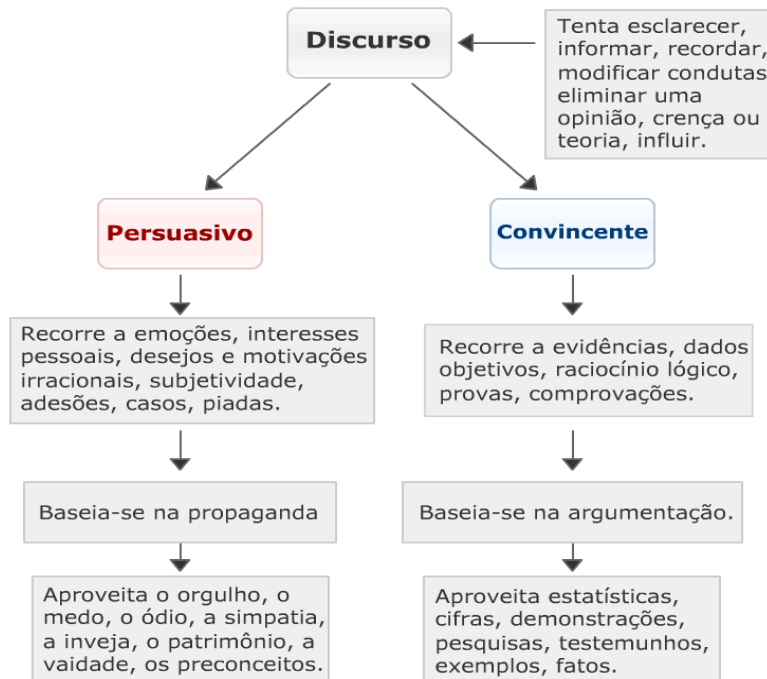 Discurso
Tenta esclarecer,
informar, recordar,
modificar condutas
eliminar uma
opinião, crença ou
teoria, influir.
Persuasivo
Recorre a emoções, interesses
pessoais, desejos e motivações
irracionais, subjetividade,
adesões, casos, piadas.
Baseia-se na propaganda
Aproveita o orgulho, o
medo, o ódio, a simpatia,
a inveja, o patrimônio, a
vaidade, os preconceitos.
Convincente
Recorre a evidências, dados
objetivos, raciocínio lógico,
provas, comprovações.
Baseia-se na argumentação.
Aproveita estatísticas,
cifras, demonstrações,
pesquisas, testemunhos,
exemplos, fatos.